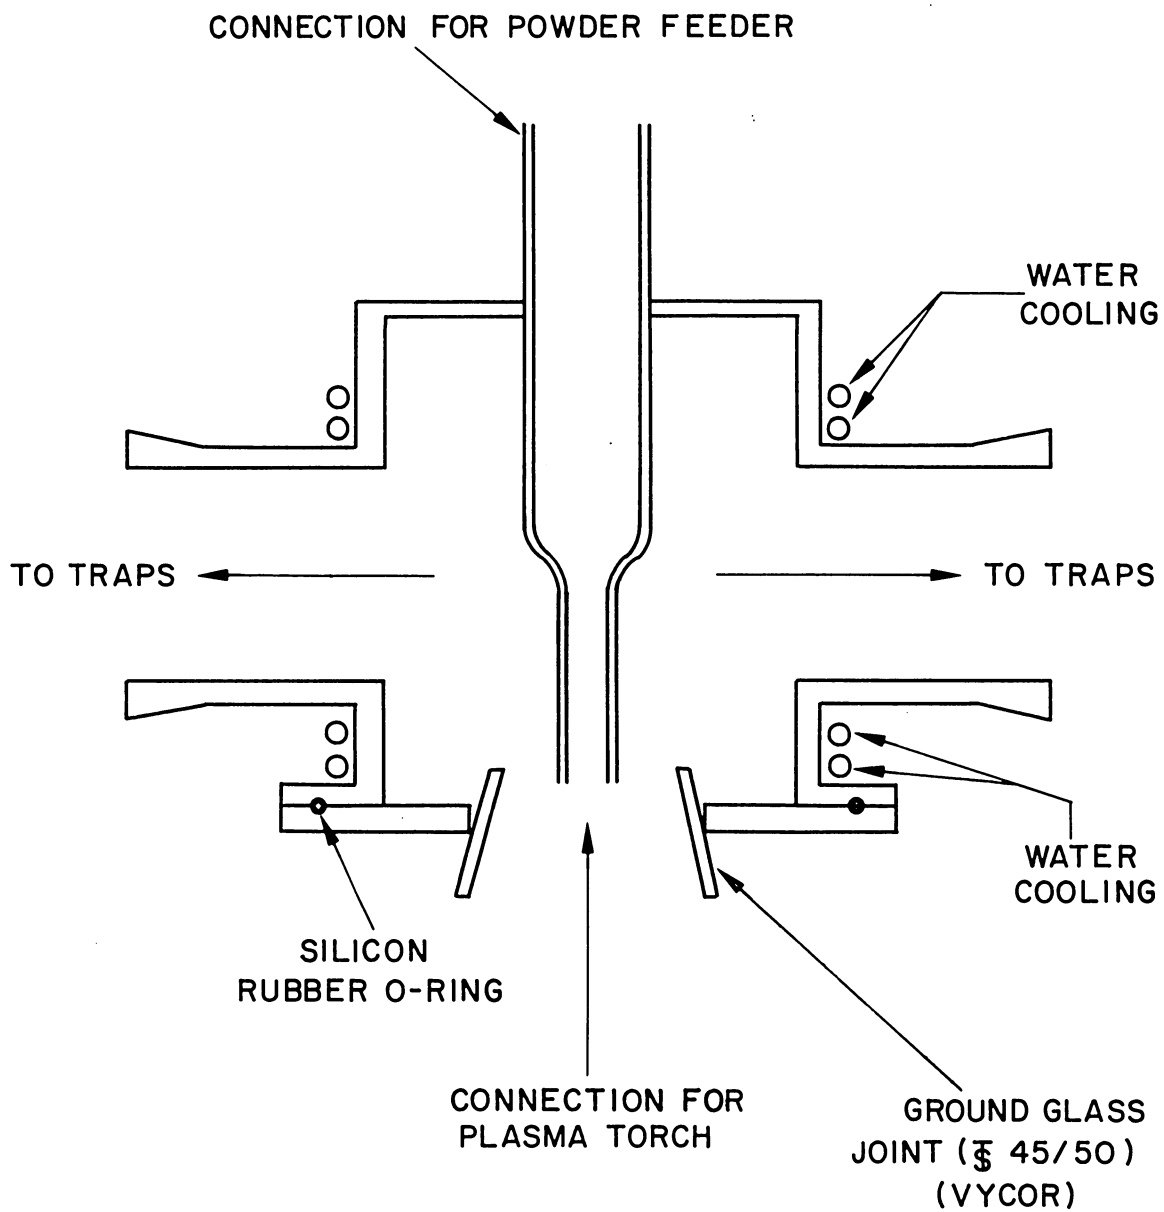 CONNECTION FOR POWDER FEEDER
WATER
COOLING
TO TRAPS
TO TRAPS
WATER
COOLING
SILICON
RUBBER O-RING
CONNECTION FOR
PLASMA TORCH
GROUND GLASS
JOINT (⏁S 45/50)
(VYCOR)